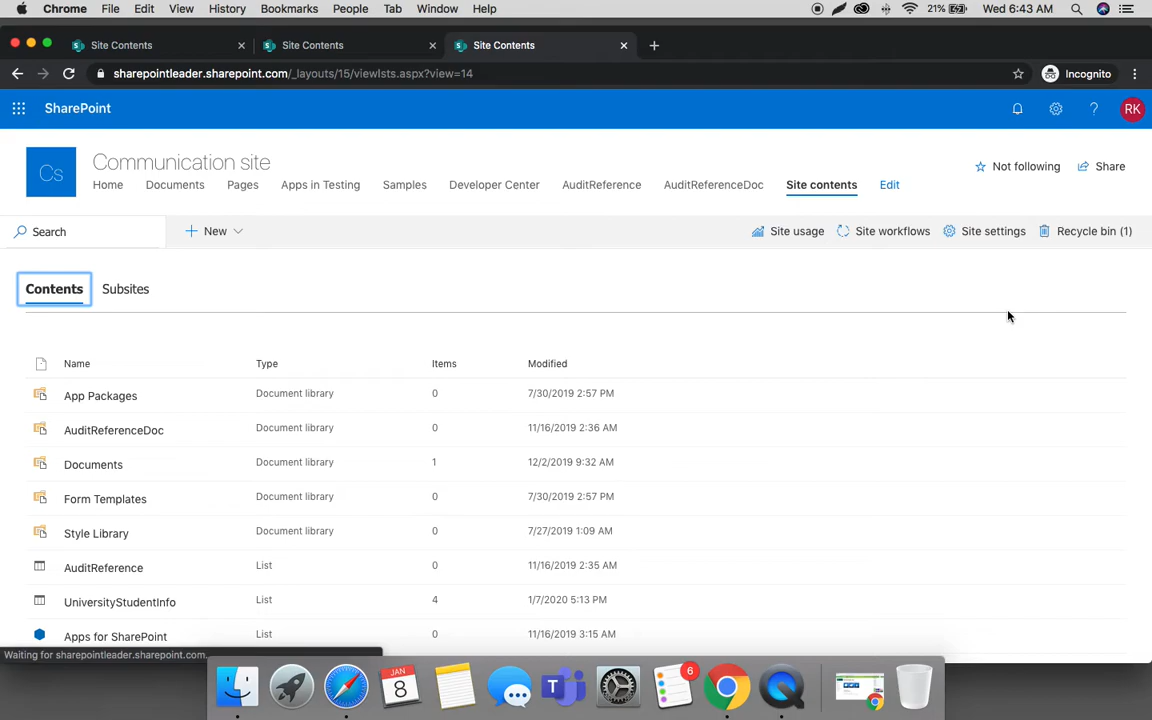 Chrome File Edit View History Bookmarks People Tab Window Help 21% Wed 6:43 AM
Site Contents Site Contents Site Contents
sharepointleader.sharepoint.com/_layouts/15/viewlsts.aspx?view=14 Incognito
SharePoint RK
Cs Communication site
Not following Share
Home Documents Pages Apps in Testing Samples Developer Center AuditReference AuditReferenceDoc Site contents Edit
Search New Site usage Site workflows Site settings Recycle bin (1)
Contents Subsites
Name Type Items Modified
App Packages Document library 0 7/30/2019 2:57 PM
AuditReferenceDoc Document library 0 11/16/2019 2:36 AM
Documents Document library 1 12/2/2019 9:32 AM
Form Templates Document library 0 7/30/2019 2:57 PM
Style Library Document library 0 7/27/2019 1:09 AM
AuditReference List 0 11/16/2019 2:35 AM
UniversityStudentInfo List 4 1/7/2020 5:13 PM
Apps for SharePoint List 0 11/16/2019 3:15 AM
Waiting for sharepointleader.sharepoint.com...
JAN 8 T 6